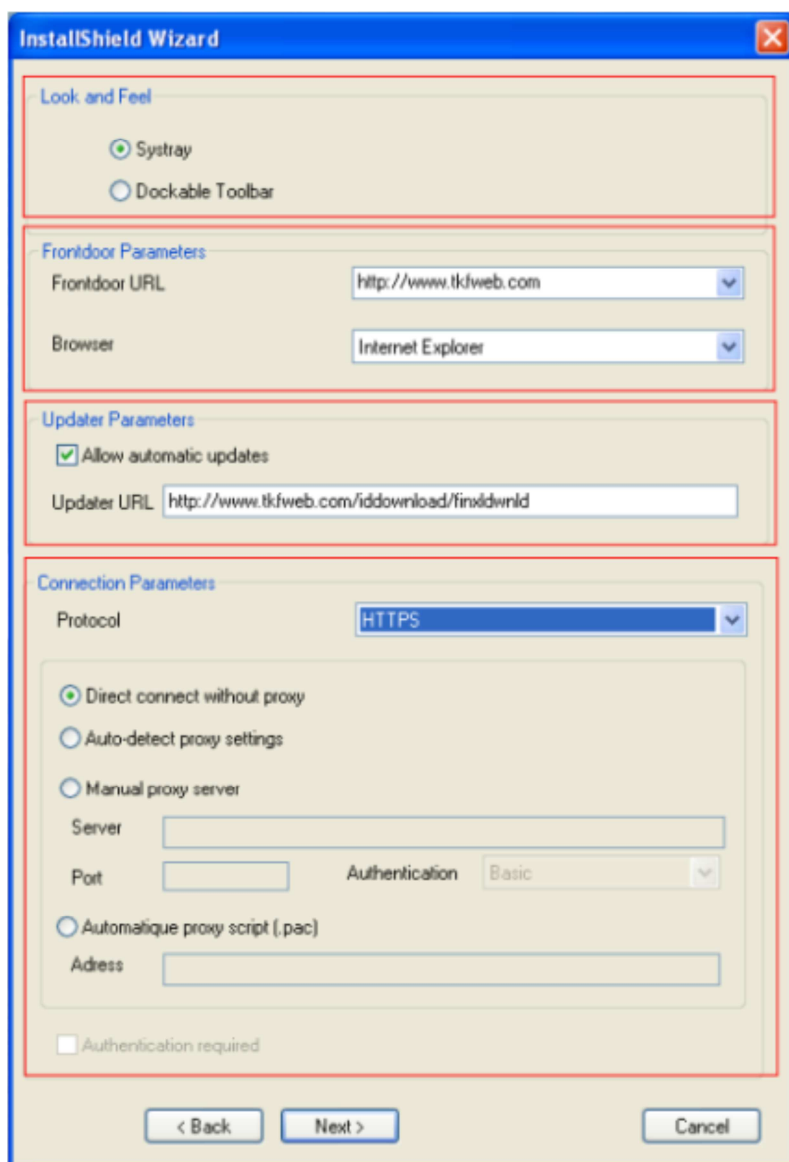 InstallShield Wizard
Look and Feel
Systray
Dockable Toolbar
Frontdoor Parameters
Frontdoor URL http://www.tkfweb.com
Browser Internet Explorer
Updater Parameters
Allow automatic updates
Updater URL http://www.tkfweb.com/iddownload/finxldwnld
Connection Parameters
Protocol HTTPS
Direct connect without proxy
Auto-detect proxy settings
Manual proxy server
Server
Port Authentication Basic
Automatique proxy script (.pac)
Adress
Authentication required
< Back Next > Cancel